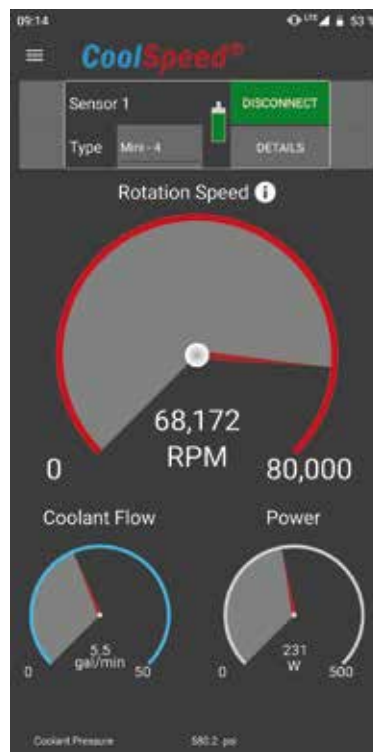 09:14 LTE 53 %
CoolSpeed®
Sensor 1 DISCONNECT
Type Mini - 4 DETAILS
Rotation Speed i
68,172
RPM
0 80,000
Coolant Flow Power
5.5
gal/min
0 50
231
W
0 500
Coolant Pressure 580.2 psi